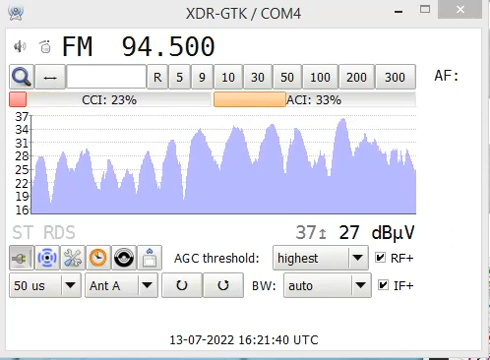 XDR-GTK / COM4
FM 94.500
R 5 9 10 30 50 100 200 300 AF:
CCI: 23% ACI: 33%
37
34
31
28
25
22
19
16
ST RDS 37↥ 27 dBµV
AGC threshold: highest RF+
50 us Ant A BW: auto IF+
13-07-2022 16:21:40 UTC